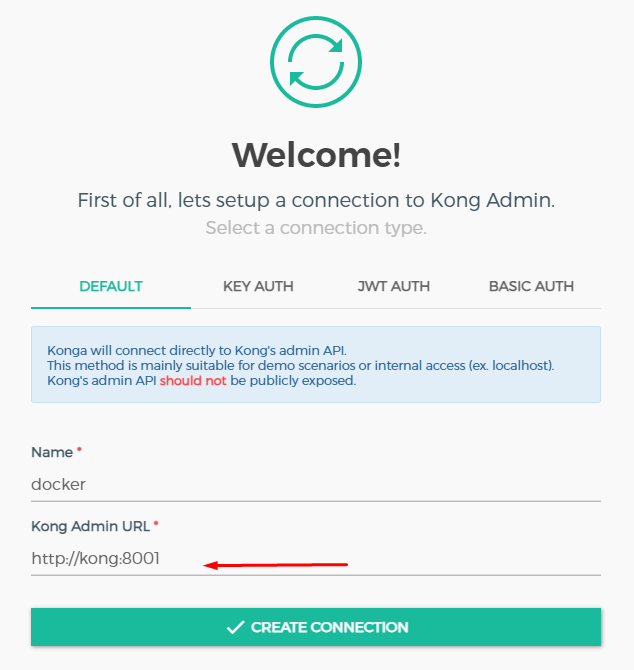 Welcome!
First of all, lets setup a connection to Kong Admin.
Select a connection type.
DEFAULT KEY AUTH JWT AUTH BASIC AUTH
Konga will connect directly to Kong's admin API.
This method is mainly suitable for demo scenarios or internal access (ex. localhost).
Kong's admin API should not be publicly exposed.
Name *
docker
Kong Admin URL *
http://kong:8001
CREATE CONNECTION